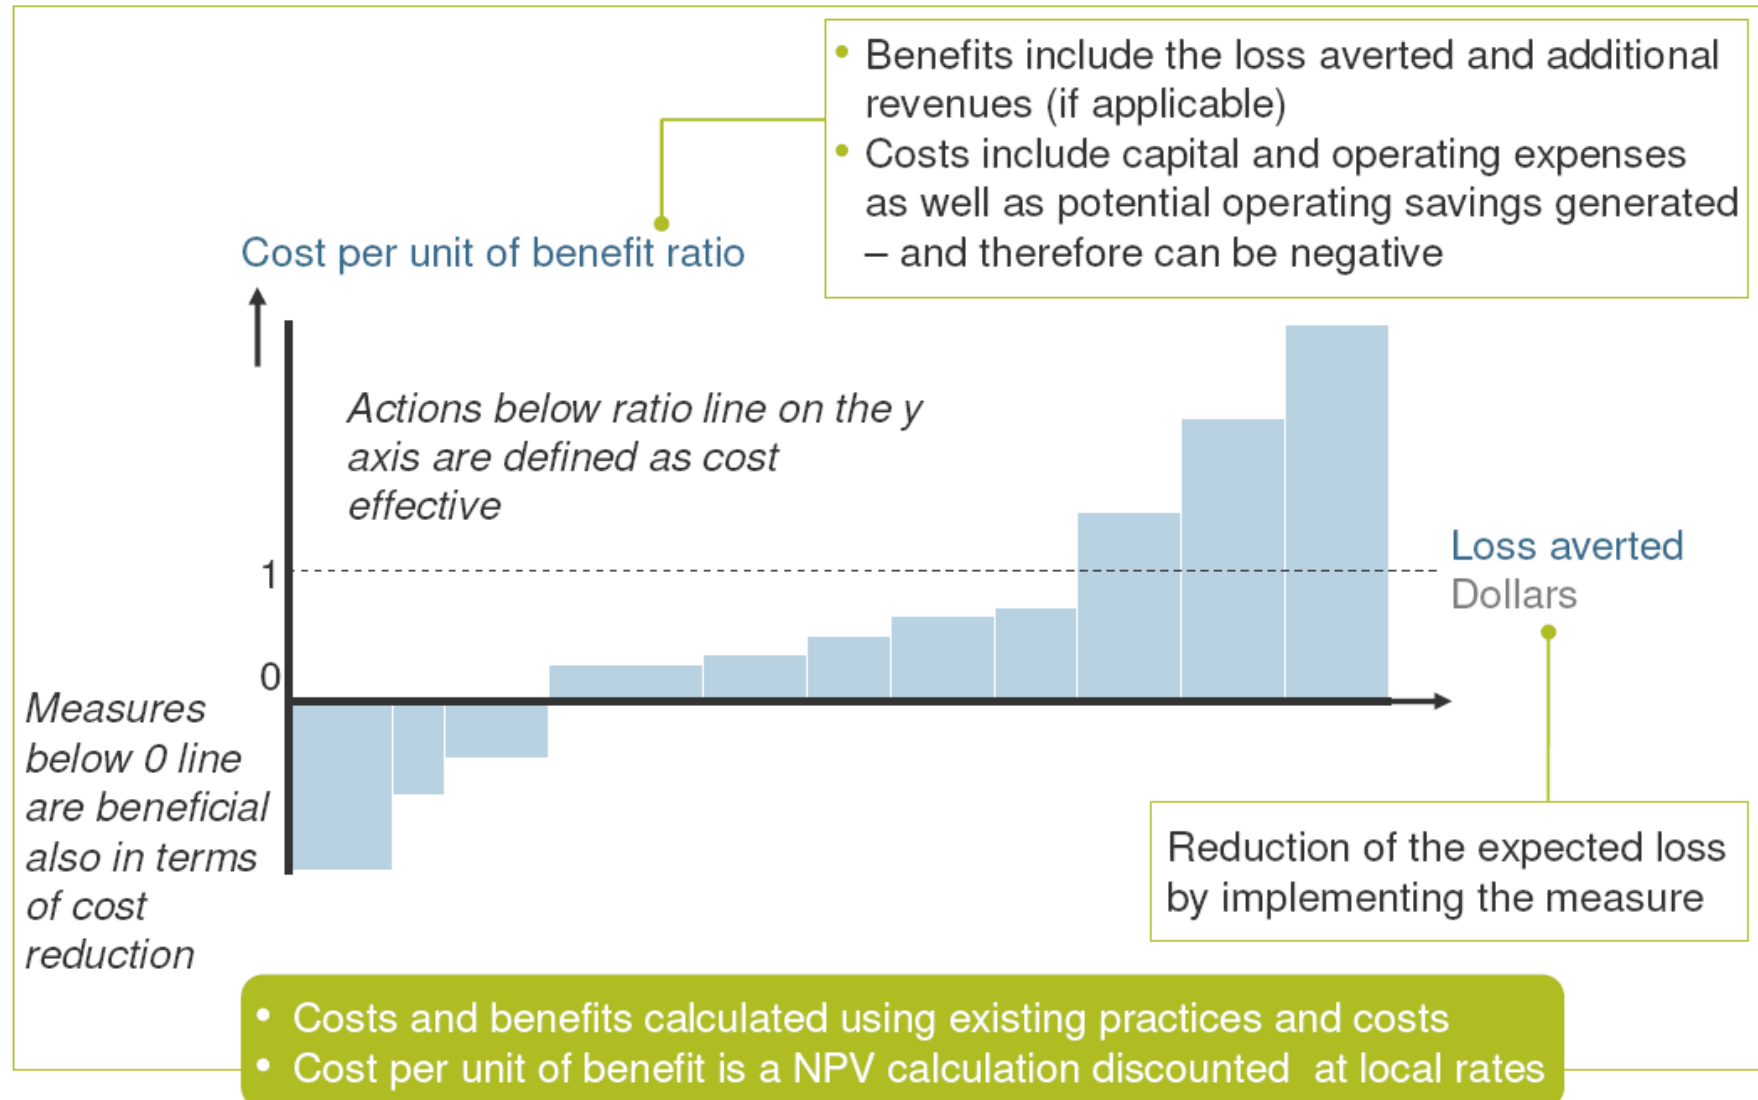 • Benefits include the loss averted and additional
revenues (if applicable)
• Costs include capital and operating expenses
as well as potential operating savings generated
– and therefore can be negative
Cost per unit of benefit ratio
Actions below ratio line on the y
axis are defined as cost
effective
1
Loss averted
Dollars
0
Measures
below 0 line
are beneficial
also in terms
of cost
reduction
Reduction of the expected loss
by implementing the measure
• Costs and benefits calculated using existing practices and costs
• Cost per unit of benefit is a NPV calculation discounted at local rates